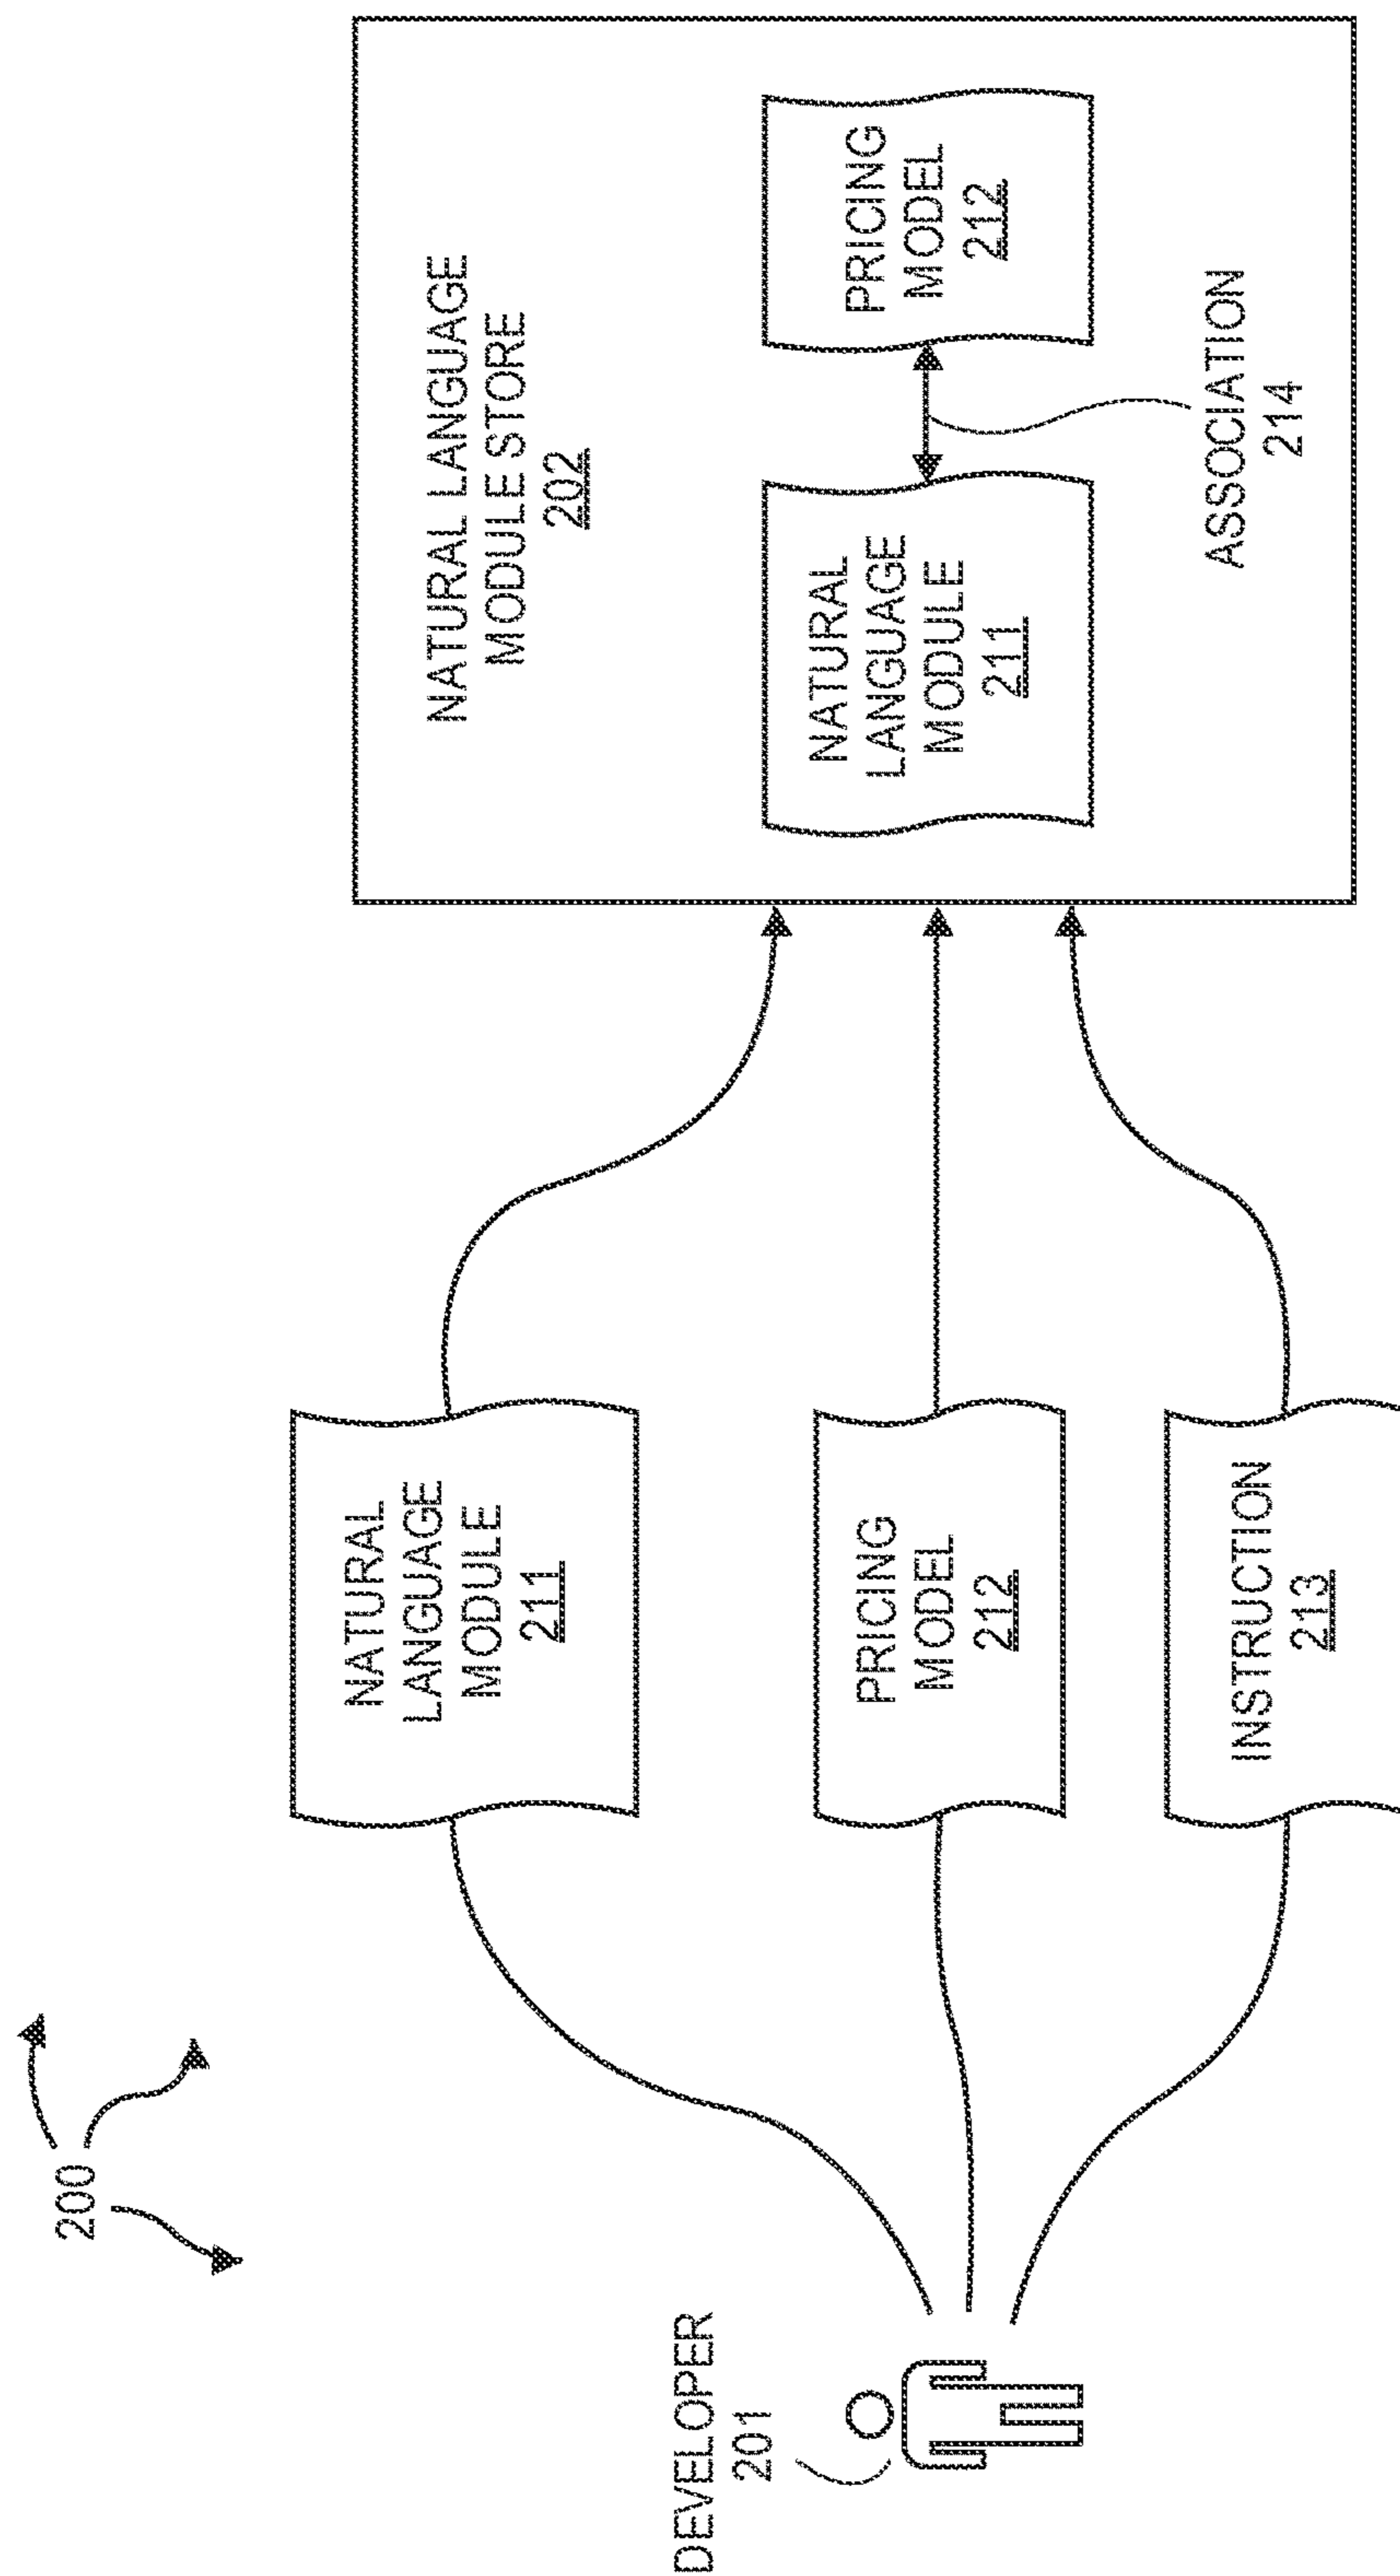 200
DEVELOPER
201
NATURAL
LANGUAGE
MODULE
211
PRICING
MODEL
212
INSTRUCTION
213
NATURAL LANGUAGE
MODULE STORE
202
NATURAL
LANGUAGE
MODULE
211
PRICING
MODEL
212
ASSOCIATION
214